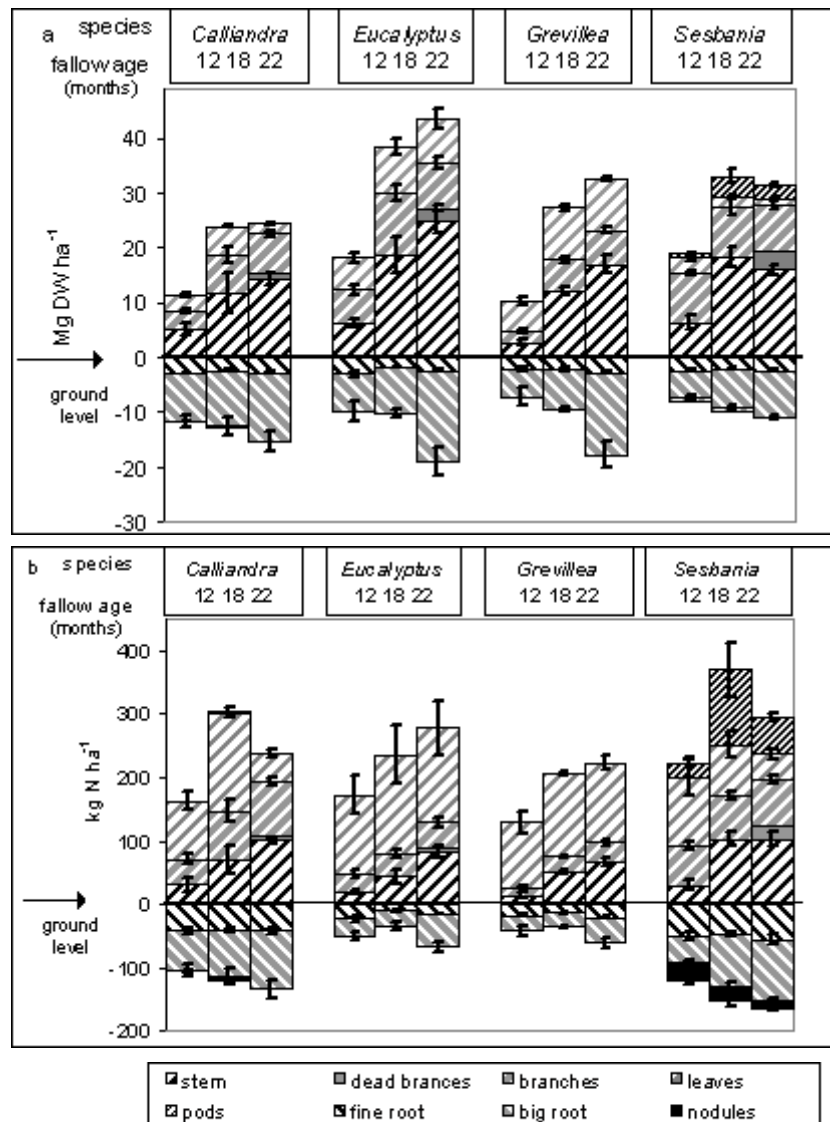 a species
Calliandra Eucalyptus Grevillea Sesbania
fallow age
(months)
12 18 22 12 18 22 12 18 22 12 18 22
40
30
20
10
0
-10
-20
-30
Mg DW ha-1
ground
level
b species
Calliandra Eucalyptus Grevillea Sesbania
fallow age
(months)
12 18 22 12 18 22 12 18 22 12 18 22
400
300
200
100
0
-100
-200
kg N ha-1
ground
level
stem dead brances branches leaves
pods fine root big root nodules